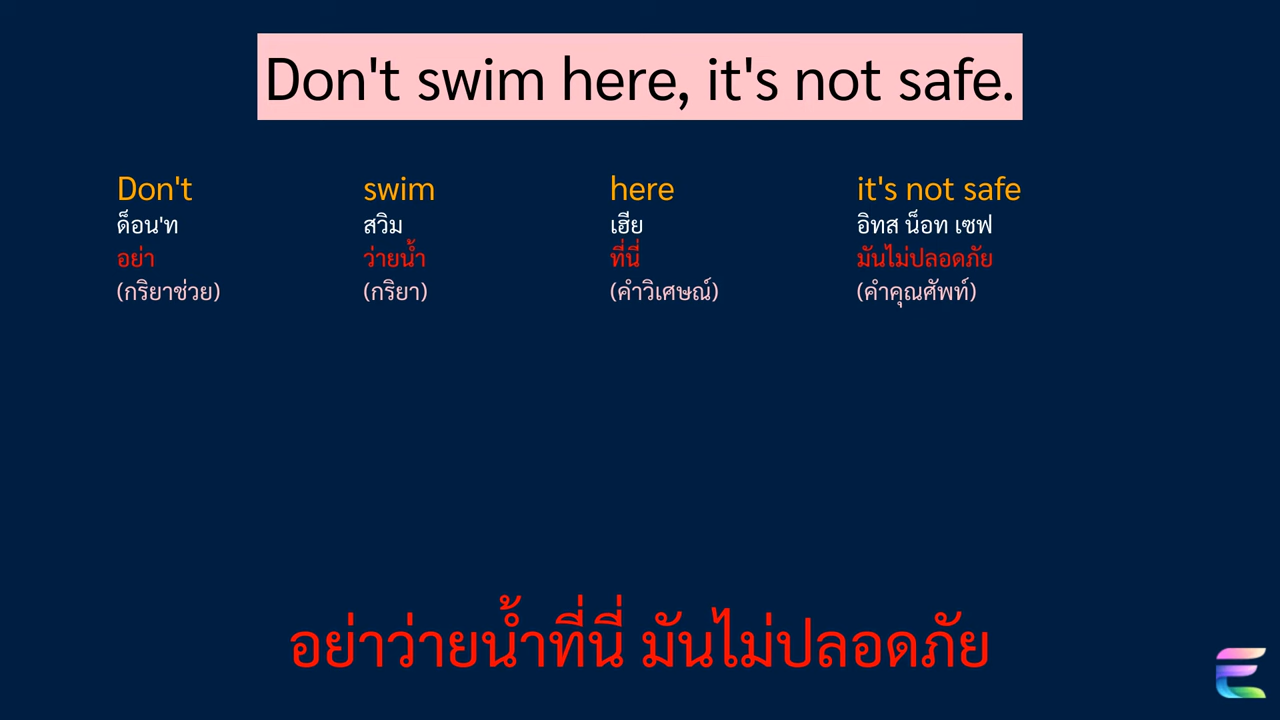 Don't swim here, it's not safe.
Don't swim here it's not safe
ด็อน'ท สวิม เฮีย อิทส น็อท เซฟ
อย่า ว่ายน้ำ ที่นี่ มันไม่ปลอดภัย
(กริยาช่วย) (กริยา) (คำวิเศษณ์) (คำคุณศัพท์)
อย่าว่ายน้ำที่นี่ มันไม่ปลอดภัย